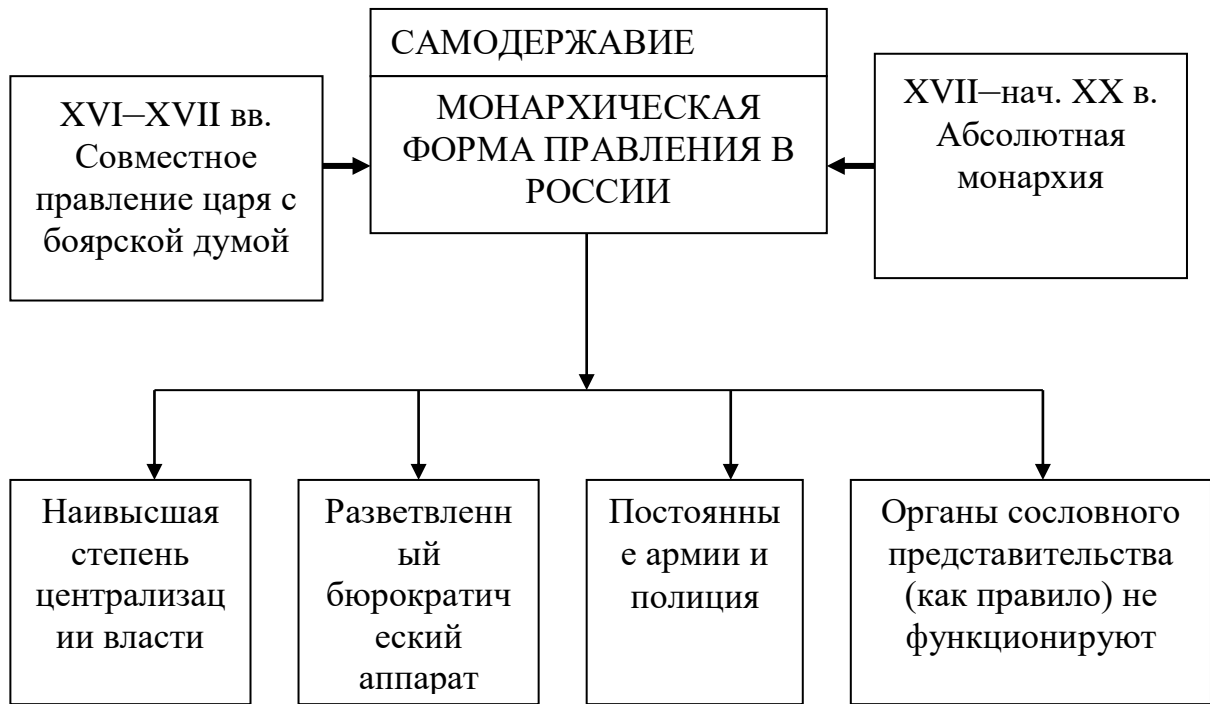 САМОДЕРЖАВИЕ
МОНАРХИЧЕСКАЯ
ФОРМА ПРАВЛЕНИЯ В
РОССИИ
XVI–XVII вв.
Совместное
правление царя с
боярской думой
XVII–нач. XX в.
Абсолютная
монархия
Наивысшая
степень
централизац
ии власти
Разветвленн
ый
бюрократич
еский
аппарат
Постоянны
е армии и
полиция
Органы сословного
представительства
(как правило) не
функционируют